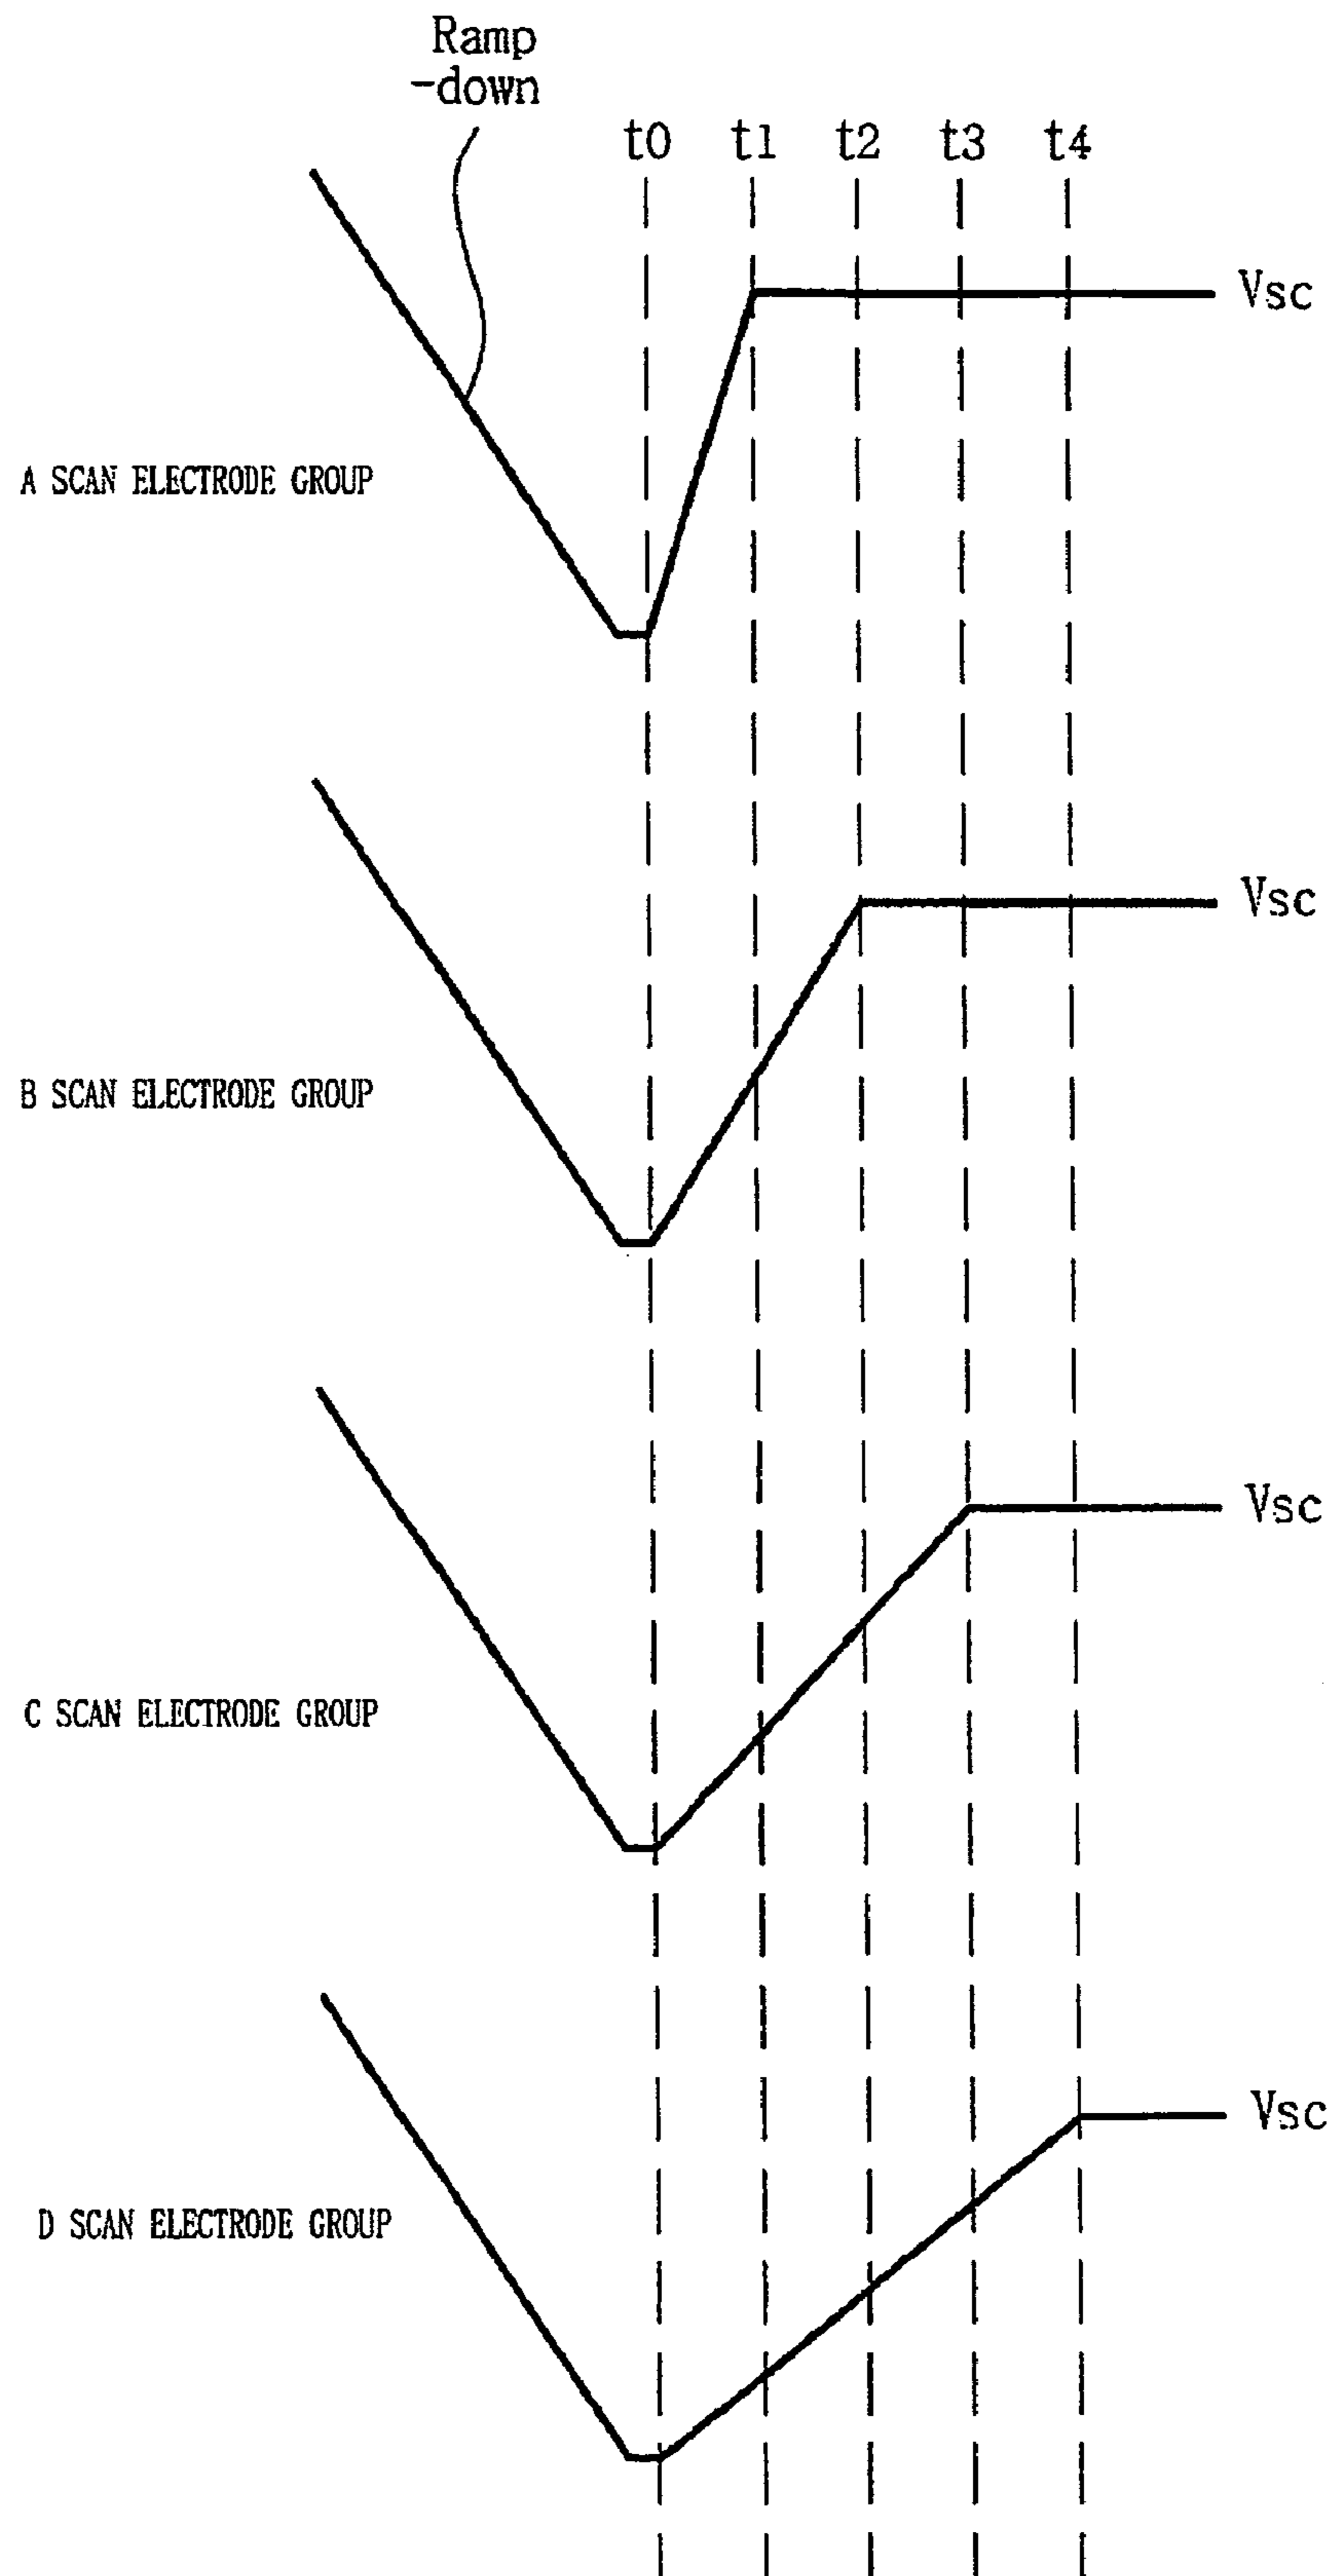 Ramp
-down
t0 t1 t2 t3 t4
Vsc
A SCAN ELECTRODE GROUP
Vsc
B SCAN ELECTRODE GROUP
Vsc
C SCAN ELECTRODE GROUP
Vsc
D SCAN ELECTRODE GROUP